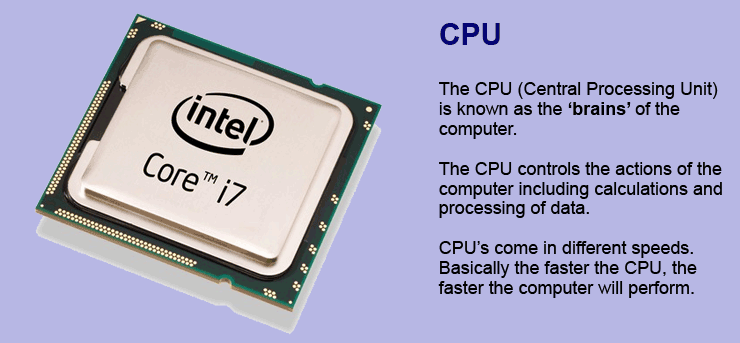 intel
Core™ i7
CPU
The CPU (Central Processing Unit)
is known as the ‘brains’ of the
computer.
The CPU controls the actions of the
computer including calculations and
processing of data.
CPU’s come in different speeds.
Basically the faster the CPU, the
faster the computer will perform.